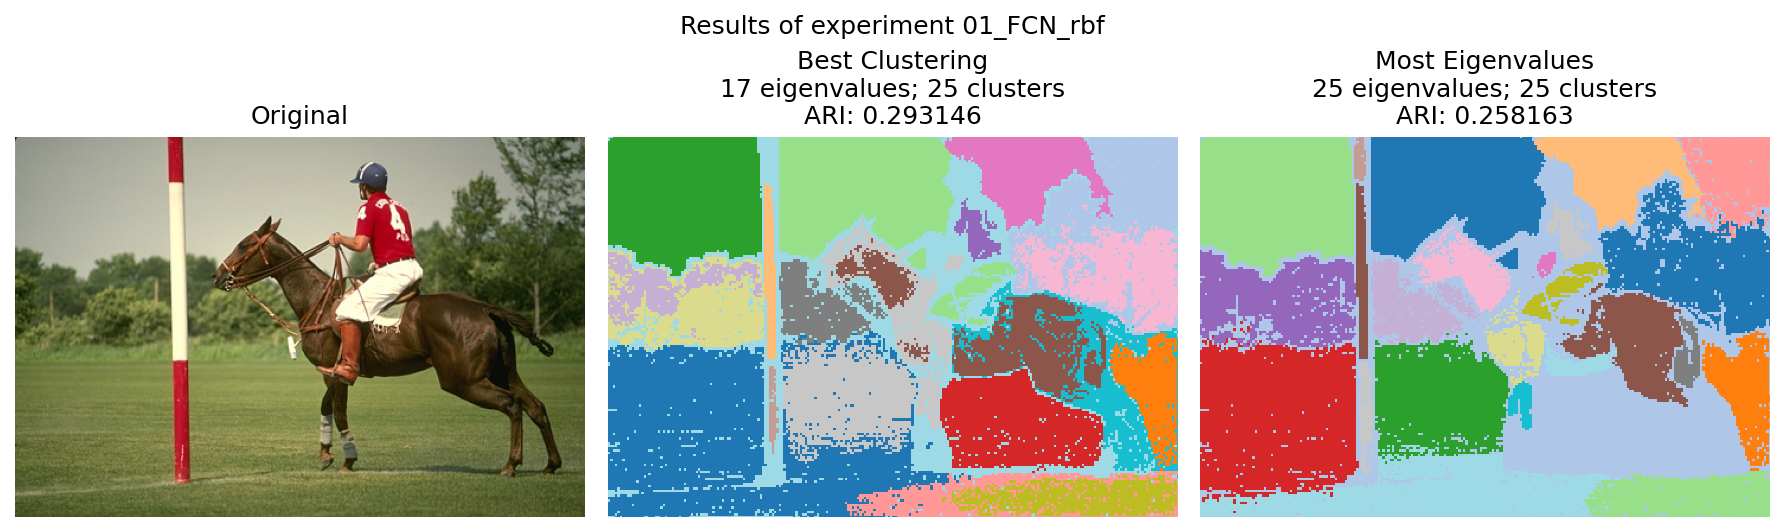 Results of experiment 01_FCN_rbf
Original
Best Clustering
17 eigenvalues; 25 clusters
ARI: 0.293146
Most Eigenvalues
25 eigenvalues; 25 clusters
ARI: 0.258163
4